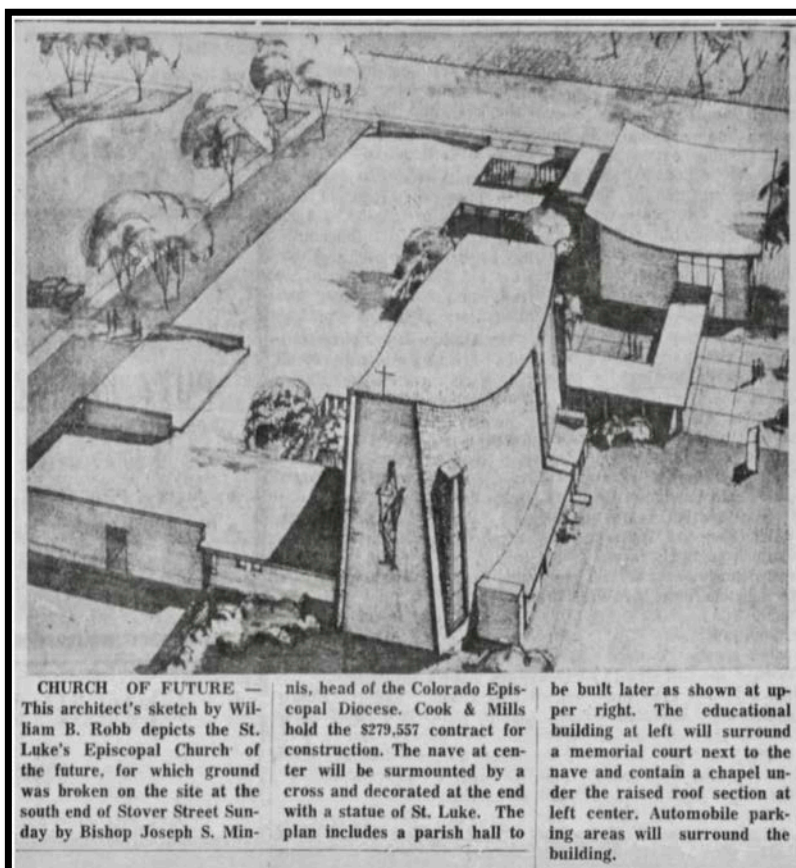 CHURCH OF FUTURE —
This architect's sketch by Wil-
liam B. Robb depicts the St.
Luke's Episcopal Church of
the future, for which ground
was broken on the site at the
south end of Stover Street Sun-
day by Bishop Joseph S. Min-
nis, head of the Colorado Epis-
copal Diocese. Cook & Mills
hold the $279,557 contract for
construction. The nave at cen-
ter will be surmounted by a
cross and decorated at the end
with a statue of St. Luke. The
plan includes a parish hall to
be built later as shown at up-
per right. The educational
building at left will surround
a memorial court next to the
nave and contain a chapel un-
der the raised roof section at
left center. Automobile park-
ing areas will surround the
building.